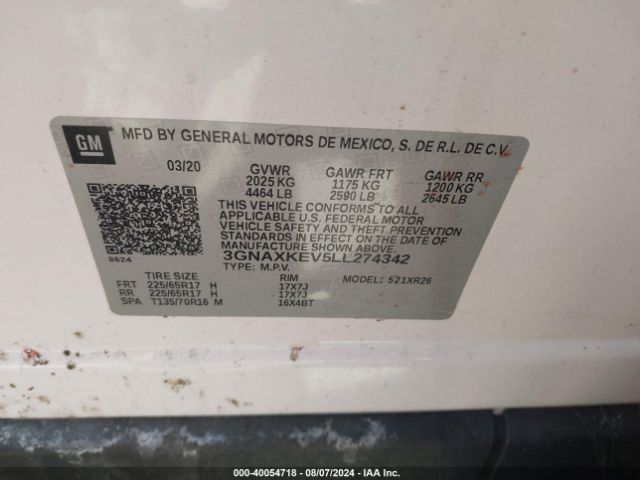 GM
MFD BY GENERAL MOTORS DE MEXICO, S. DE R.L. DE C.V.
03/20
GVWR GAWR FRT GAWR RR
2025 KG 1175 KG 1200 KG
4464 LB 2590 LB 2645 LB
THIS VEHICLE CONFORMS TO ALL
APPLICABLE U.S. FEDERAL MOTOR
VEHICLE SAFETY AND THEFT PREVENTION
STANDARDS IN EFFECT ON THE DATE OF
MANUFACTURE SHOWN ABOVE.
3GNAXKEV5LL274342
TYPE: M.P.V.
MODEL: 521XR26
8624
TIRE SIZE RIM
FRT 225/65R17 H 17X7J
RR 225/65R17 H 17X7J
SPA T135/70R16 M 16X4BT
000-40054718 - 08/07/2024 - IAA Inc.